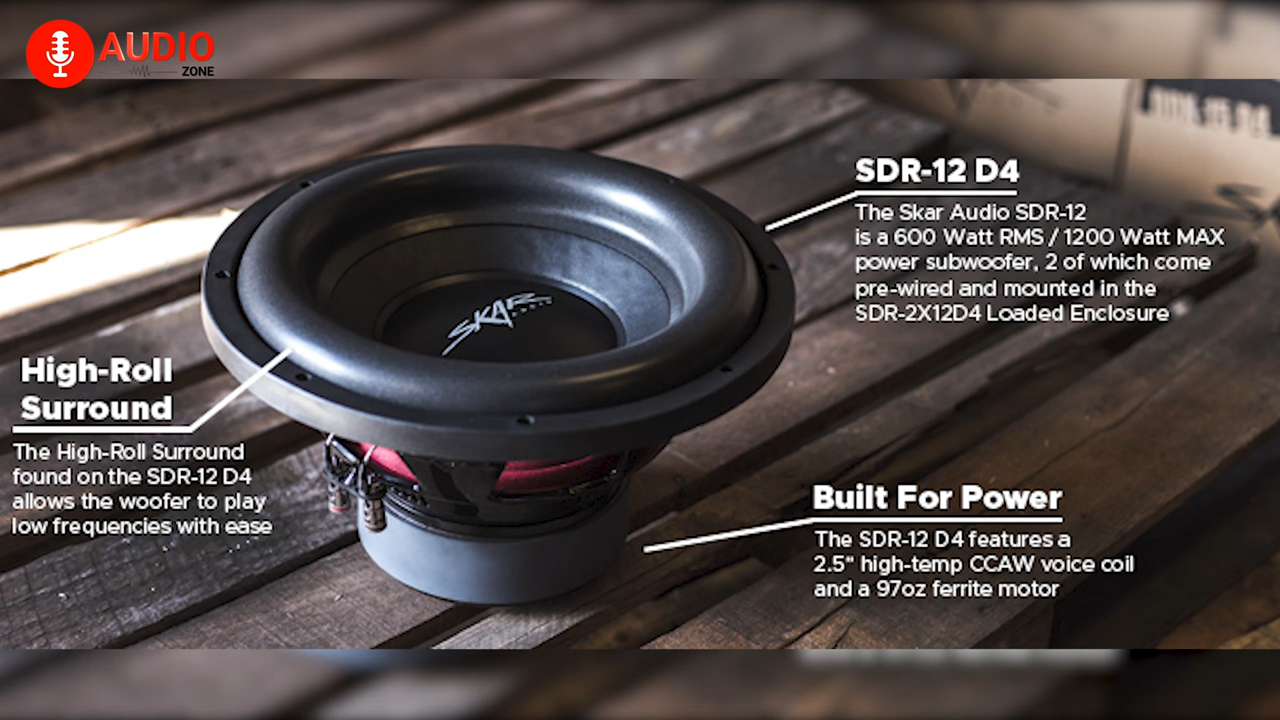 AUDIO
ZONE
SDR-12 D4
The Skar Audio SDR-12
is a 600 Watt RMS / 1200 Watt MAX
power subwoofer, 2 of which come
pre-wired and mounted in the
SDR-2X12D4 Loaded Enclosure
SKAR
AUDIO
High-Roll
Surround
The High-Roll Surround
found on the SDR-12 D4
allows the woofer to play
low frequencies with ease
Built For Power
The SDR-12 D4 features a
2.5" high-temp CCAW voice coil
and a 97oz ferrite motor